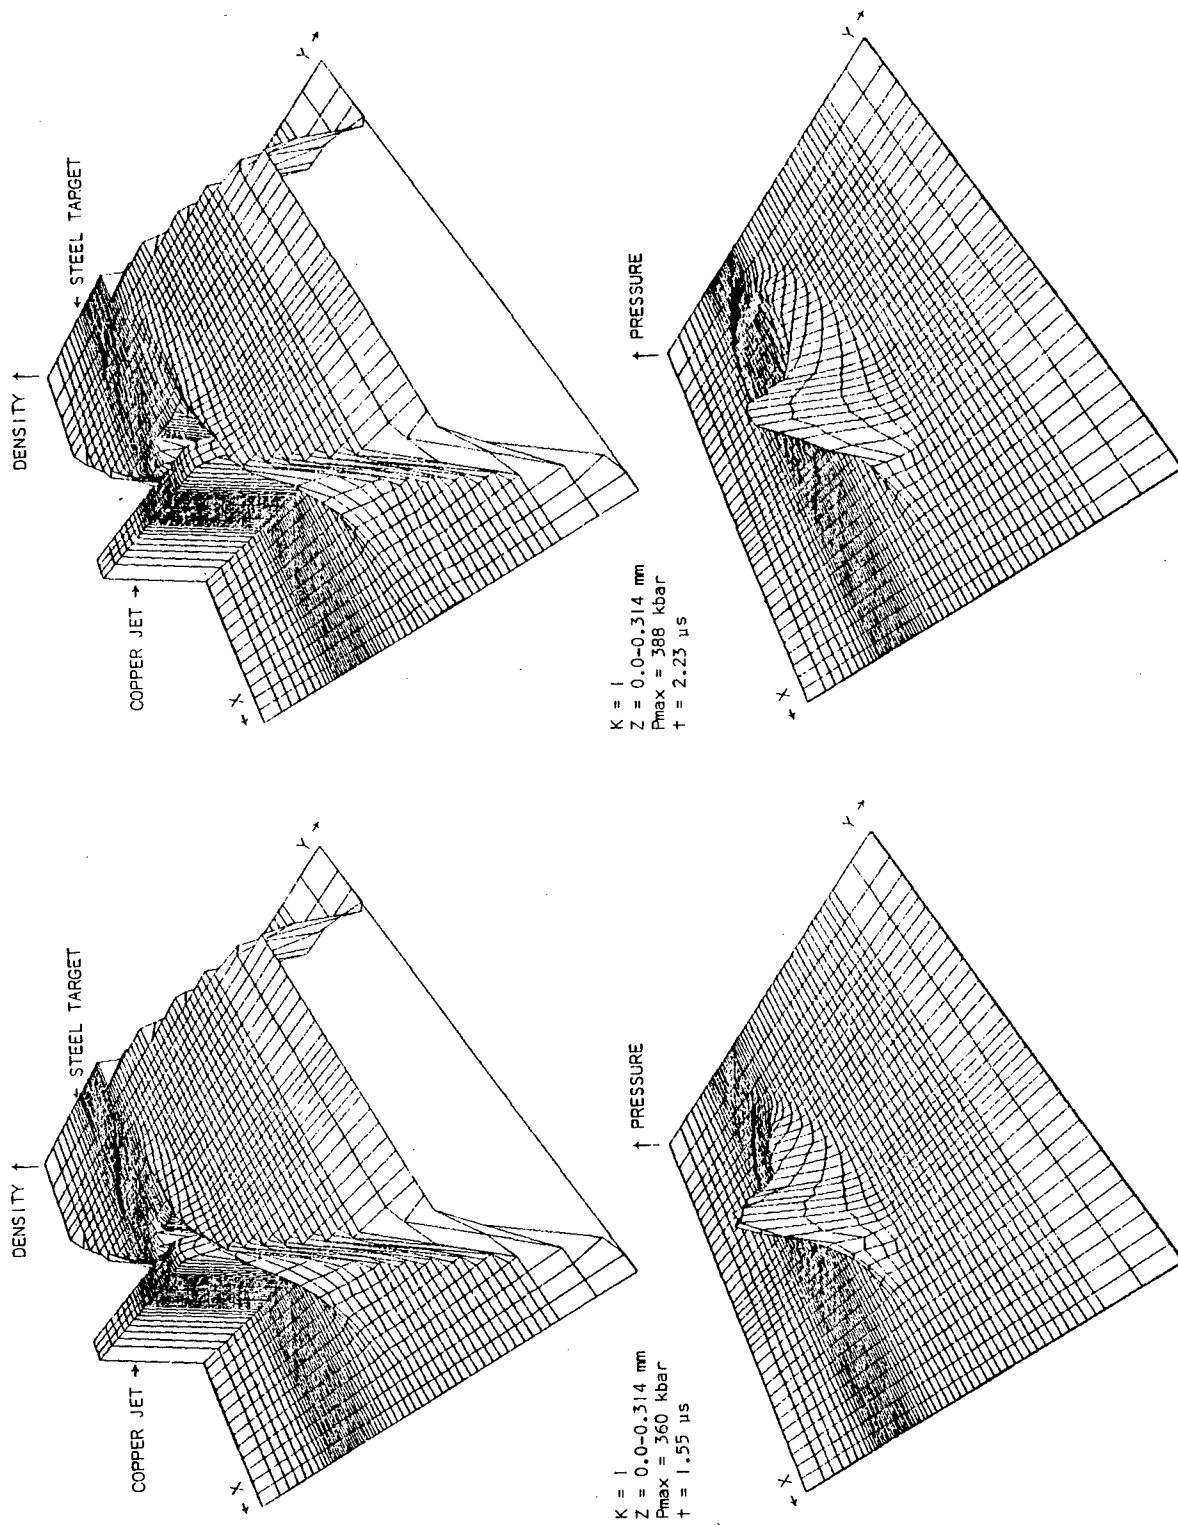 DENSITY ↑
← STEEL TARGET
COPPER JET →
Y →
← X
K = 1
Z = 0.0-0.314 mm
Pmax = 360 kbar
t = 1.55 µs
↑ PRESSURE
Y →
← X
DENSITY ↑
← STEEL TARGET
COPPER JET →
Y →
← X
K = 1
Z = 0.0-0.314 mm
Pmax = 388 kbar
t = 2.23 µs
↑ PRESSURE
Y →
← X